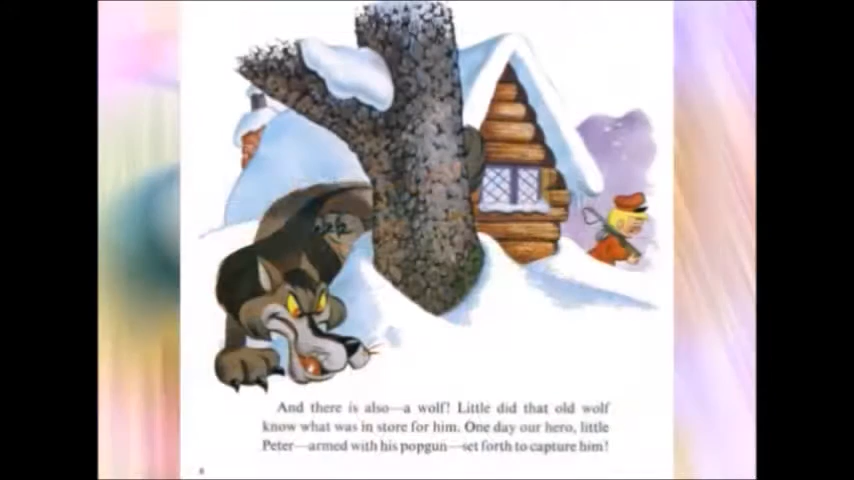 And there is also—a wolf! Little did that old wolf
know what was in store for him. One day our hero, little
Peter—armed with his popgun—set forth to capture him!